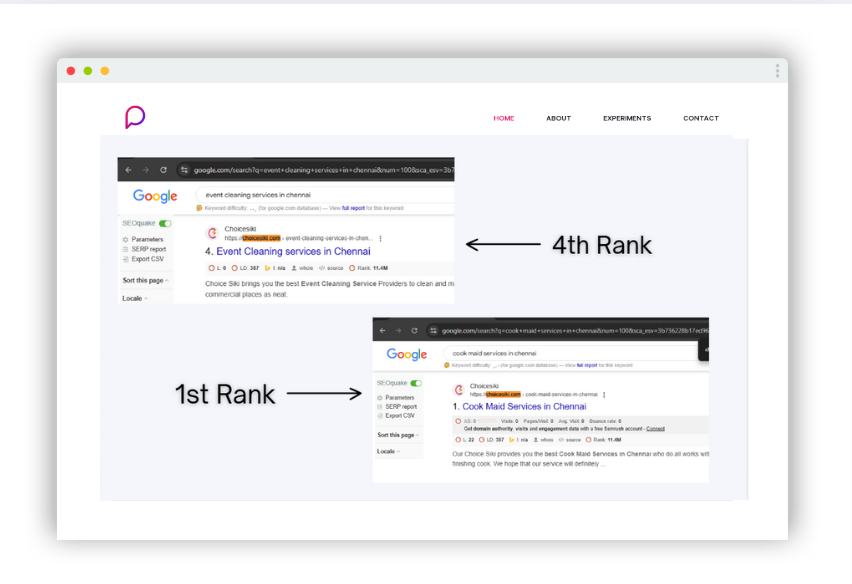 HOME ABOUT EXPERIMENTS CONTACT
google.com/search?q=event+cleaning+services+in+chennai&num=100&sca_esv=3b7
Google
event cleaning services in chennai
Keyword difficulty: ... (for google.com database) — View full report for this keyword
SEOquake
Parameters
SERP report
Export CSV
Sort this page
Locale
Choicesiki
https://choicesiki.com › event-cleaning-services-in-chen...
4. Event Cleaning services in Chennai
L: 0 LD: 357 I: n/a whois source Rank: 11.4M
Choice Siki brings you the best Event Cleaning Service Providers to clean and m
commercial places as neat.
4th Rank
1st Rank
google.com/search?q=cook+maid+services+in+chennai&num=100&sca_esv=3b736228b17ed96
Google
cook maid services in chennai
Keyword difficulty: ... (for google.com database) — View full report for this keyword
SEOquake
Parameters
SERP report
Export CSV
Sort this page
Locale
Choicesiki
https://choicesiki.com › cook-maid-services-in-chennai
1. Cook Maid Services in Chennai
AS: 0 Visits: 0 Pages/Visit: 0 Avg. Visit: 0 Bounce rate: 0
Get domain authority, visits and engagement data with a free Semrush account - Connect
L: 22 LD: 357 I: n/a whois source Rank: 11.4M
Our Choice Siki provides you the best Cook Maid Services in Chennai who do all works wit
finishing cook. We hope that our service will definitely ...